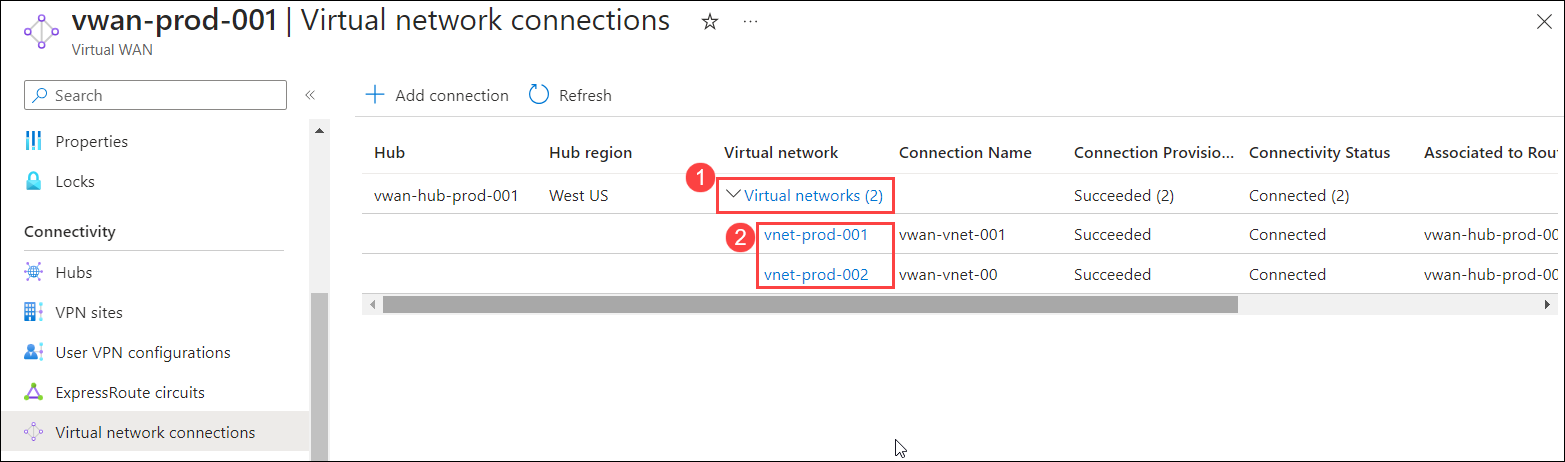 vwan-prod-001 | Virtual network connections
Virtual WAN
Search
Add connection
Refresh
Properties
Locks
Connectivity
Hubs
VPN sites
User VPN configurations
ExpressRoute circuits
Virtual network connections
Hub Hub region Virtual network Connection Name Connection Provisio... Connectivity Status Associated to Rou
1
vwan-hub-prod-001 West US Virtual networks (2) Succeeded (2) Connected (2)
2
vnet-prod-001 vwan-vnet-001 Succeeded Connected vwan-hub-prod-00
vnet-prod-002 vwan-vnet-00 Succeeded Connected vwan-hub-prod-00